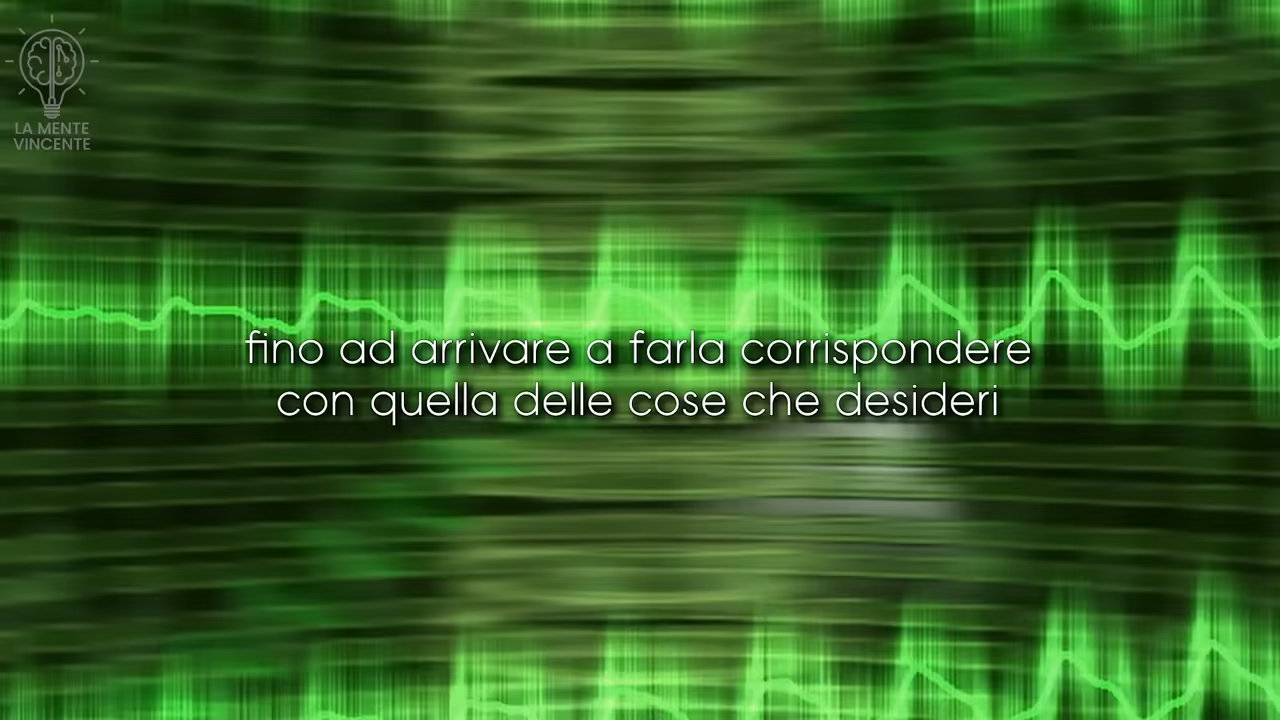 LA MENTE
VINCENTE
fino ad arrivare a farla corrispondere
con quella delle cose che desideri